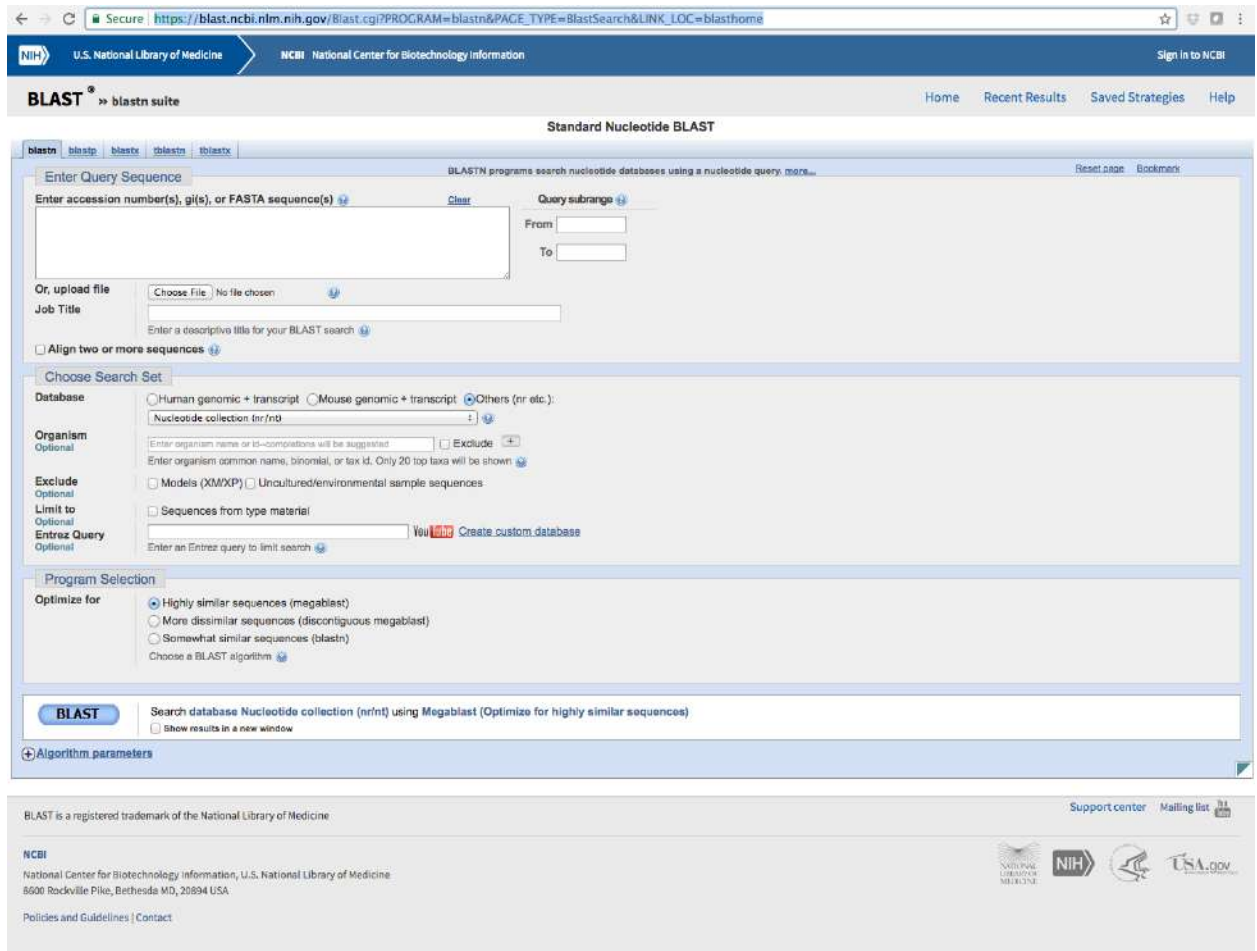 Secure | https://blast.ncbi.nlm.nih.gov/Blast.cgi?PROGRAM=blastn&PAGE_TYPE=BlastSearch&LINK_LOC=blasthome
NIH U.S. National Library of Medicine NCBI National Center for Biotechnology Information Sign in to NCBI
BLAST ® » blastn suite Home Recent Results Saved Strategies Help
Standard Nucleotide BLAST
blastn blastp blastx tblastn tblastx
Enter Query Sequence BLASTN programs search nucleotide databases using a nucleotide query. more... Reset page Bookmark
Enter accession number(s), gi(s), or FASTA sequence(s) Clear Query subrange
From
To
Or, upload file Choose File No file chosen
Job Title
Enter a descriptive title for your BLAST search
Align two or more sequences
Choose Search Set
Database Human genomic + transcript Mouse genomic + transcript Others (nr etc.):
Nucleotide collection (nr/nt)
Organism
Optional
Enter organism name or id--completions will be suggested Exclude +
Enter organism common name, binomial, or tax id. Only 20 top taxa will be shown
Exclude
Optional
Models (XM/XP) Uncultured/environmental sample sequences
Limit to
Optional
Sequences from type material
Entrez Query
Optional
YouTube Create custom database
Enter an Entrez query to limit search
Program Selection
Optimize for
Highly similar sequences (megablast)
More dissimilar sequences (discontiguous megablast)
Somewhat similar sequences (blastn)
Choose a BLAST algorithm
BLAST Search database Nucleotide collection (nr/nt) using Megablast (Optimize for highly similar sequences)
Show results in a new window
Algorithm parameters
BLAST is a registered trademark of the National Library of Medicine Support center Mailing list
NCBI
National Center for Biotechnology Information, U.S. National Library of Medicine
8600 Rockville Pike, Bethesda MD, 20894 USA
Policies and Guidelines | Contact
NATIONAL LIBRARY OF MEDICINE NIH USA.gov